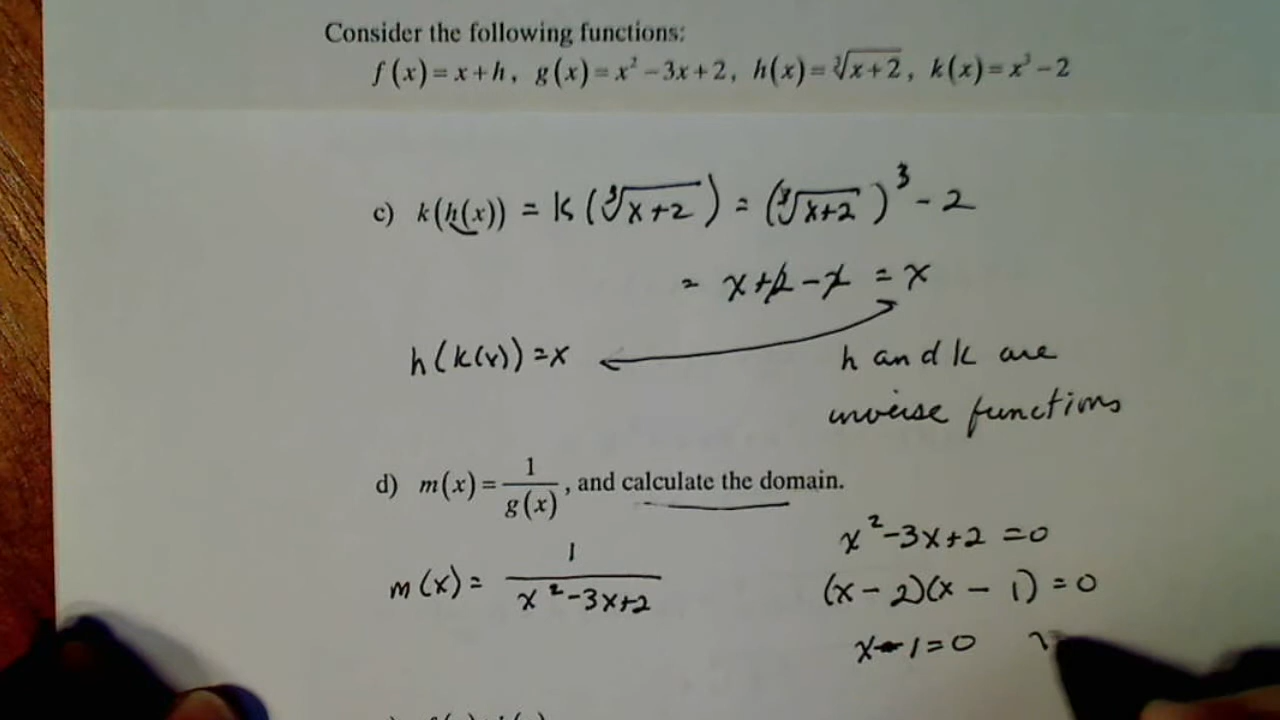 Consider the following functions:
f(x) = x + h, g(x) = x² − 3x + 2, h(x) = ∛(x+2), k(x) = x³ − 2
c) k(h(x)) = k(∛(x+2)) = (∛(x+2))³ - 2
= x + 2 - 2 = x
h(k(x)) = x
h and k are
inverse functions
d) m(x) = 1/g(x), and calculate the domain.
x² - 3x + 2 = 0
m(x) = 1/(x² - 3x + 2)
(x - 2)(x - 1) = 0
x - 1 = 0